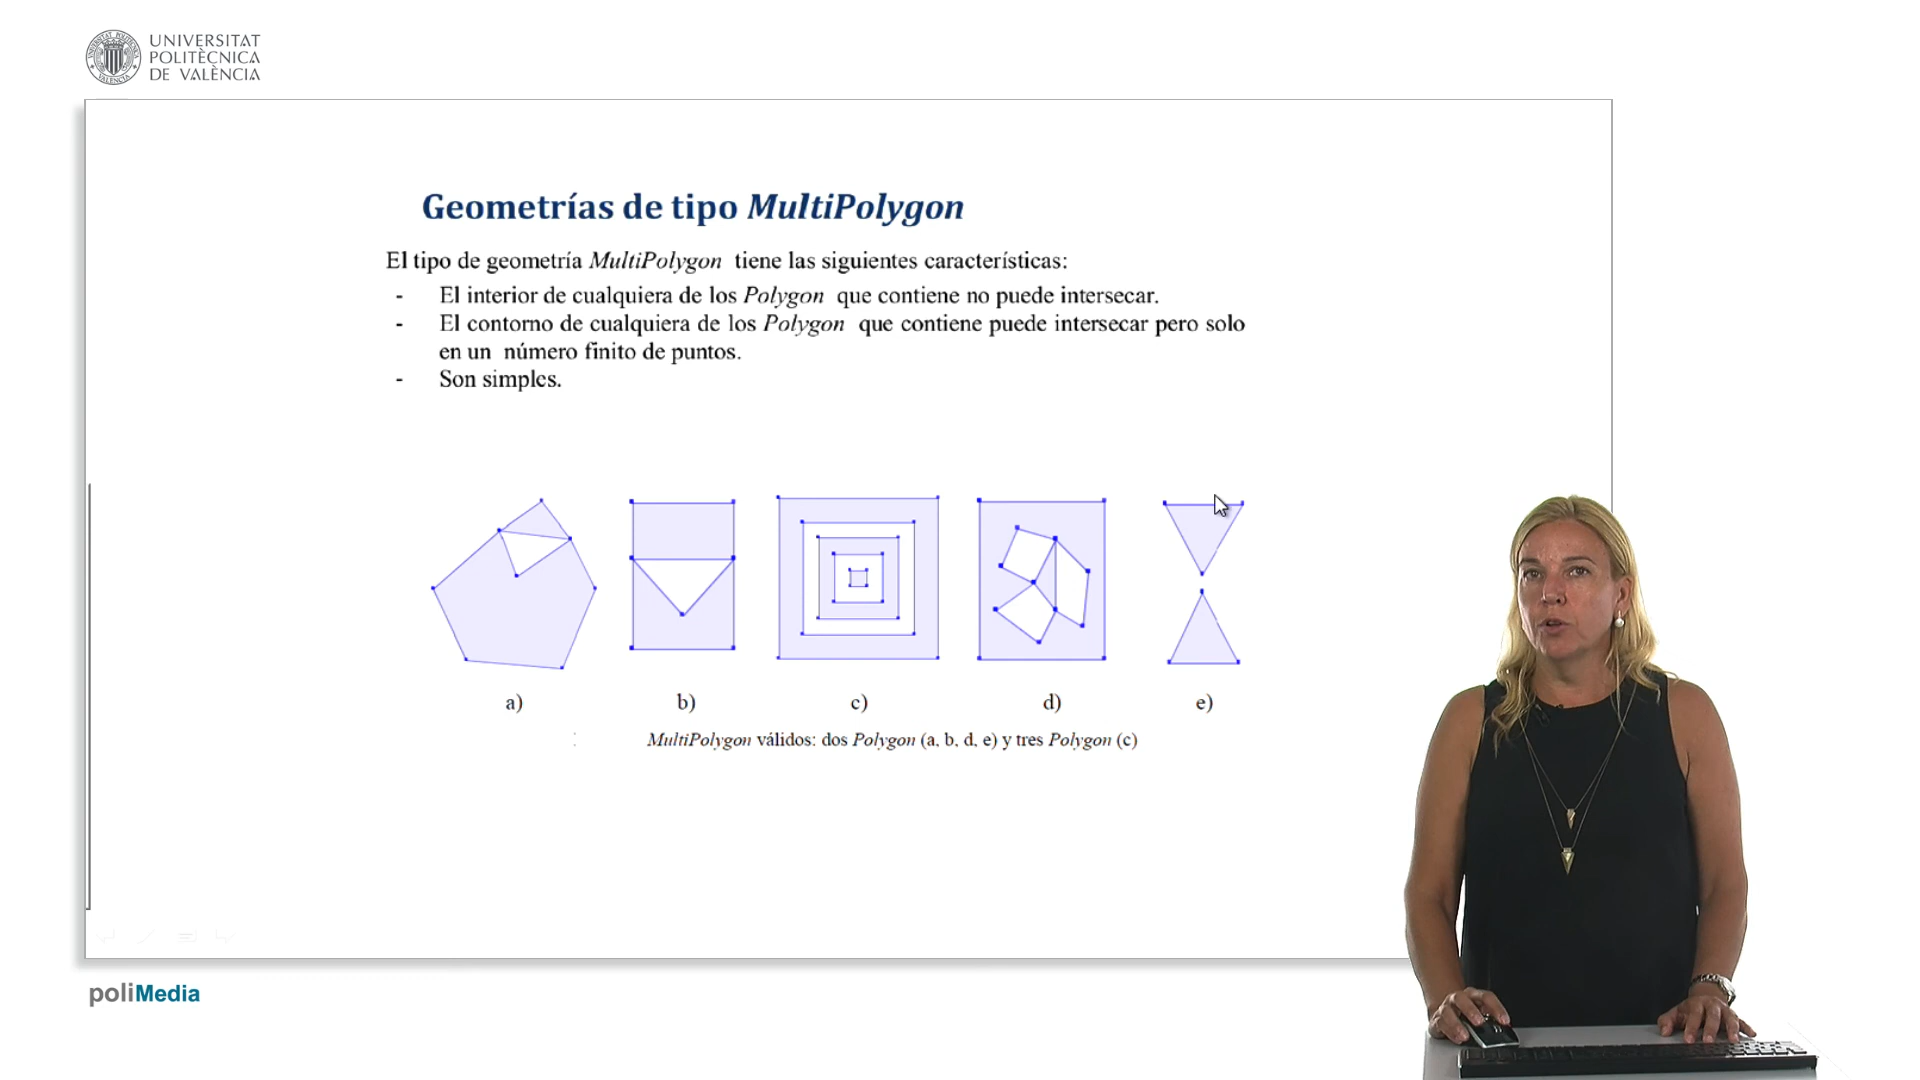 UNIVERSITAT
POLITÈCNICA
DE VALÈNCIA
Geometrías de tipo MultiPolygon
El tipo de geometría MultiPolygon tiene las siguientes características:
- El interior de cualquiera de los Polygon que contiene no puede intersecar.
- El contorno de cualquiera de los Polygon que contiene puede intersecar pero solo
en un número finito de puntos.
- Son simples.
a) b) c) d) e)
MultiPolygon válidos: dos Polygon (a, b, d, e) y tres Polygon (c)
poliMedia